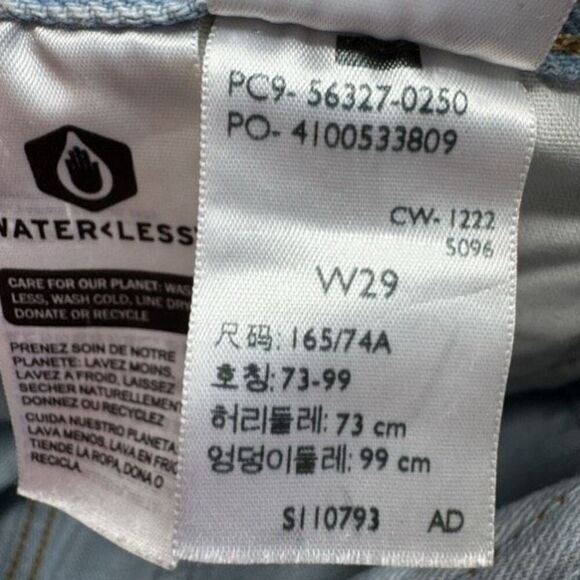 WATER<LESS
CARE FOR OUR PLANET: WAS
LESS, WASH COLD, LINE DRY
DONATE OR RECYCLE
PRENEZ SOIN DE NOTRE
PLANETE: LAVEZ MOINS,
LAVEZ A FROID, LAISSEZ
SECHER NATURELLEMEN
DONNEZ OU RECYCLEZ
CUIDA NUESTRO PLANETA:
LAVA MENOS, LAVA EN FRIO
TIENDE LA ROPA, DONA O
RECICLA.
PC9- 56327-0250
PO- 4100533809
CW- 1222
5096
W29
尺码: 165/74A
호칭: 73-99
허리둘레: 73 cm
엉덩이둘레: 99 cm
S110793 AD